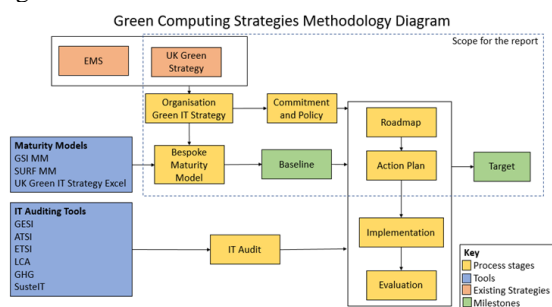 Green Computing Strategies Methodology Diagram
Scope for the report
EMS
UK Green
Strategy
Organisation
Green IT Strategy
Commitment
and Policy
Roadmap
Maturity Models
GSI MM
SURF MM
UK Green IT Strategy Excel
Bespoke
Maturity
Model
Baseline
Action Plan
Target
IT Auditing Tools
GESI
ATSI
ETSI
LCA
GHG
SusteIT
IT Audit
Implementation
Evaluation
Key
Process stages
Tools
Existing Strategies
Milestones